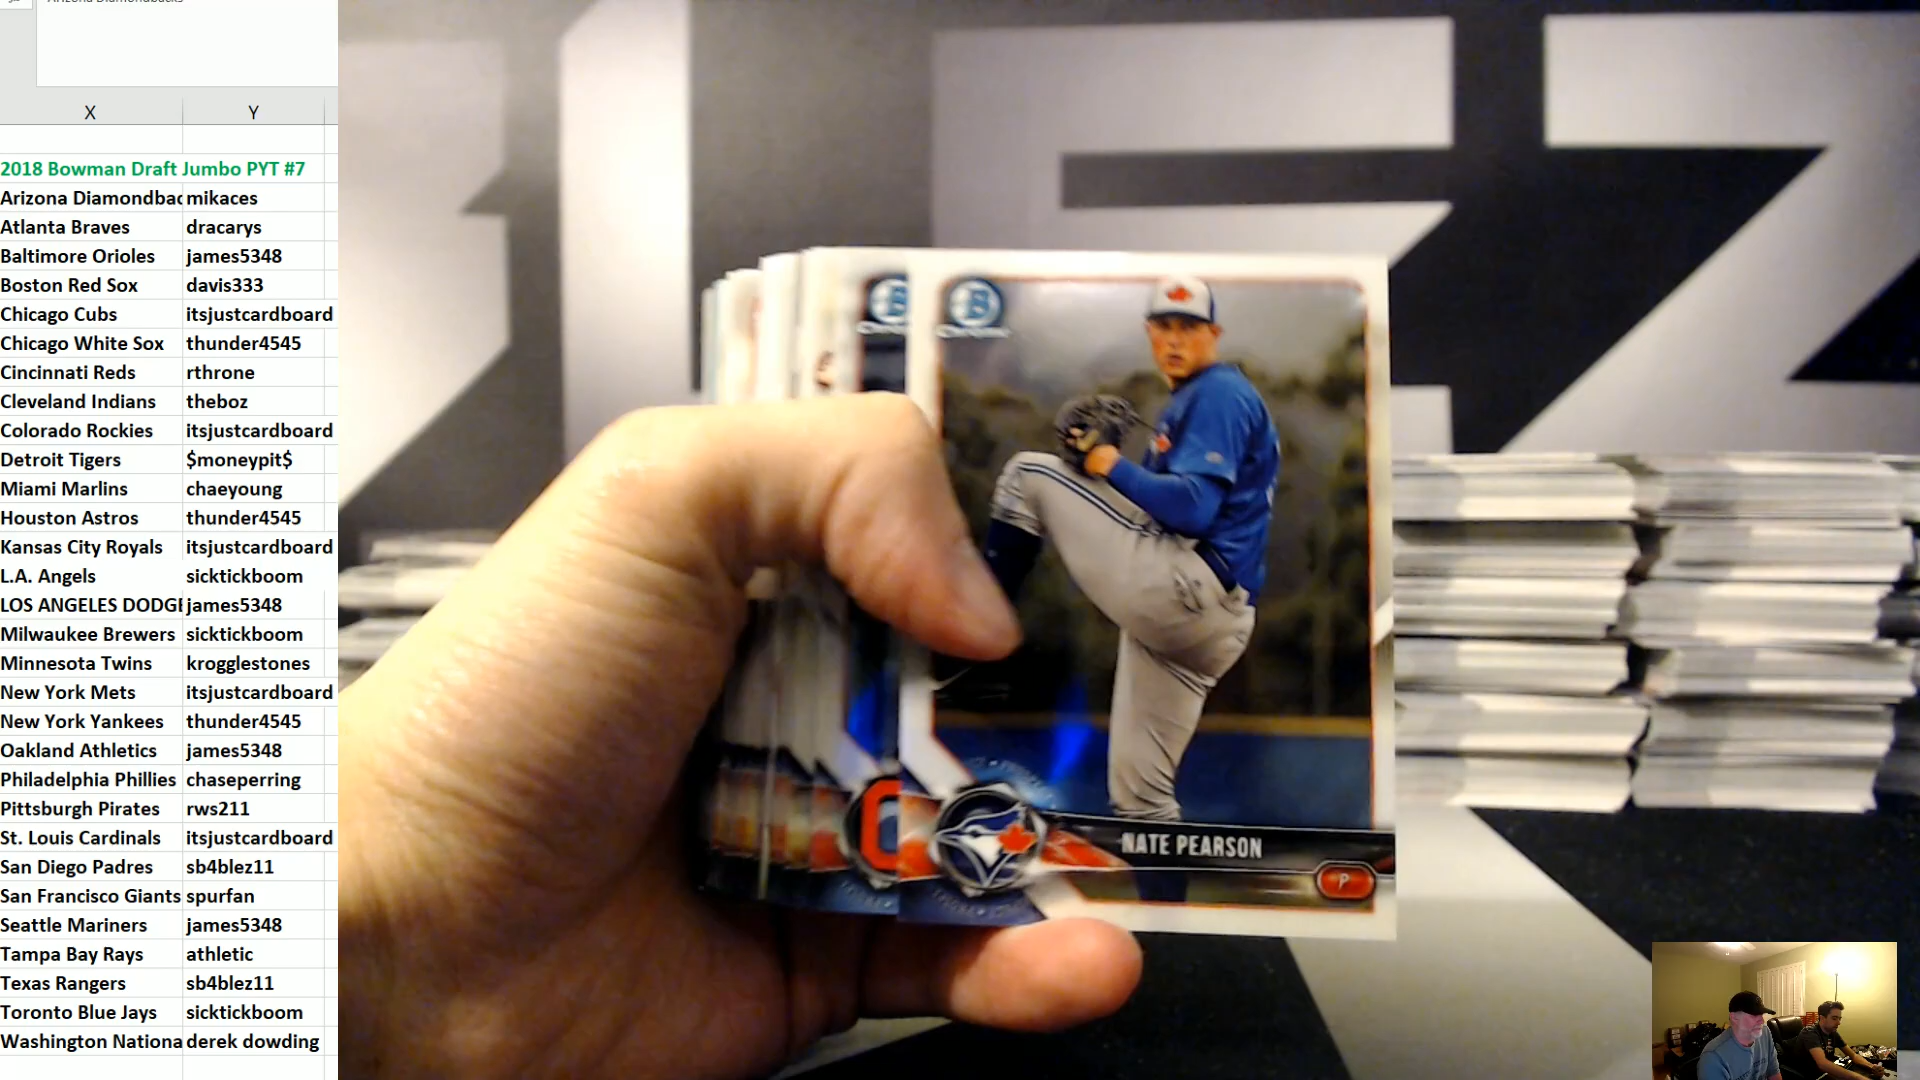 X Y
2018 Bowman Draft Jumbo PYT #7
Arizona Diamondbac mikaces
Atlanta Braves dracarys
Baltimore Orioles james5348
Boston Red Sox davis333
Chicago Cubs itsjustcardboard
Chicago White Sox thunder4545
Cincinnati Reds rthrone
Cleveland Indians theboz
Colorado Rockies itsjustcardboard
Detroit Tigers $moneypit$
Miami Marlins chaeyoung
Houston Astros thunder4545
Kansas City Royals itsjustcardboard
L.A. Angels sicktickboom
LOS ANGELES DODGE james5348
Milwaukee Brewers sicktickboom
Minnesota Twins krogglestones
New York Mets itsjustcardboard
New York Yankees thunder4545
Oakland Athletics james5348
Philadelphia Phillies chaseperring
Pittsburgh Pirates rws211
St. Louis Cardinals itsjustcardboard
San Diego Padres sb4blez11
San Francisco Giants spurfan
Seattle Mariners james5348
Tampa Bay Rays athletic
Texas Rangers sb4blez11
Toronto Blue Jays sicktickboom
Washington Nationa derek dowding
B
NATE PEARSON
P